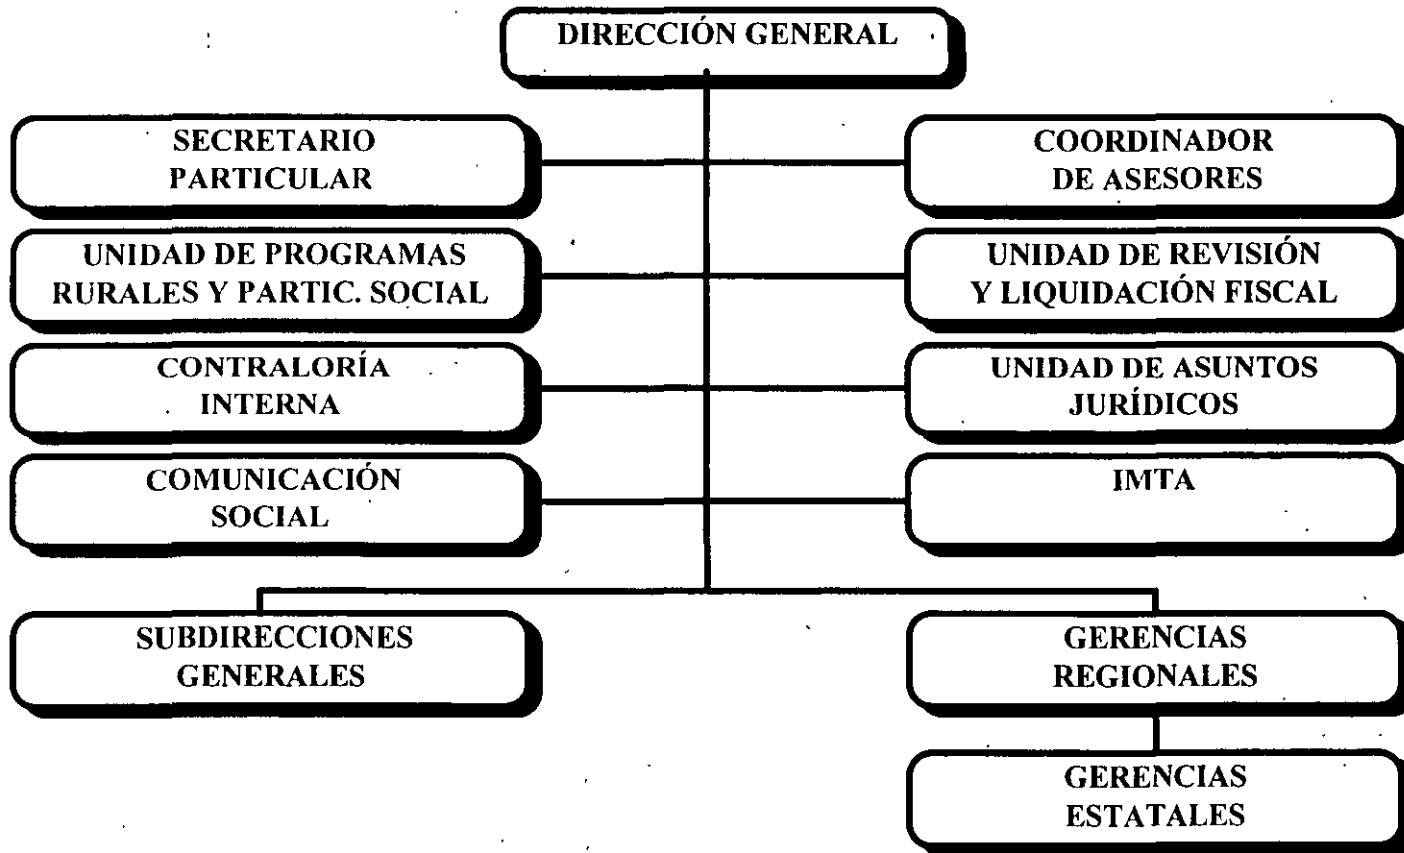 DIRECCIÓN GENERAL
SECRETARIO
PARTICULAR
COORDINADOR
DE ASESORES
UNIDAD DE PROGRAMAS
RURALES Y PARTIC. SOCIAL
UNIDAD DE REVISIÓN
Y LIQUIDACIÓN FISCAL
CONTRALORÍA
INTERNA
UNIDAD DE ASUNTOS
JURÍDICOS
COMUNICACIÓN
SOCIAL
IMTA
SUBDIRECCIONES
GENERALES
GERENCIAS
REGIONALES
GERENCIAS
ESTATALES